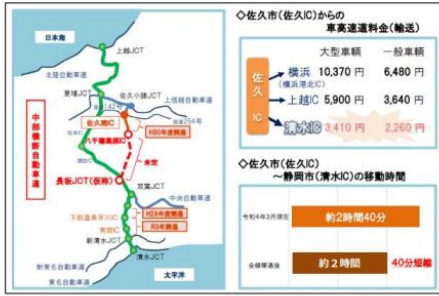 日本海
上越JCT
北陸自動車道
更埴JCT
佐久小諸JCT
上信越自動車道
254号
佐久南IC
H30年度開通
八千穂高原IC
未定
中部横断自動車道
長坂JCT(仮称)
双葉JCT
中央自動車道
下部温泉早川IC
H29年度開通
南部IC
R3年開通
新清水JCT
清水JCT
新東名自動車道
東名自動車道
太平洋
◇佐久市(佐久IC)からの
車高速道料金(輸送)
大型車輌 一般車輌
佐久IC
横浜 10,370 円 6,480 円
(横浜港北IC)
上越IC 5,900 円 3,640 円
清水IC 3,410 円 2,260 円
◇佐久市(佐久IC)
～静岡市(清水IC)の移動時間
令和4年3月現在
約2時間40分
全線開通後
約2時間
40分短縮